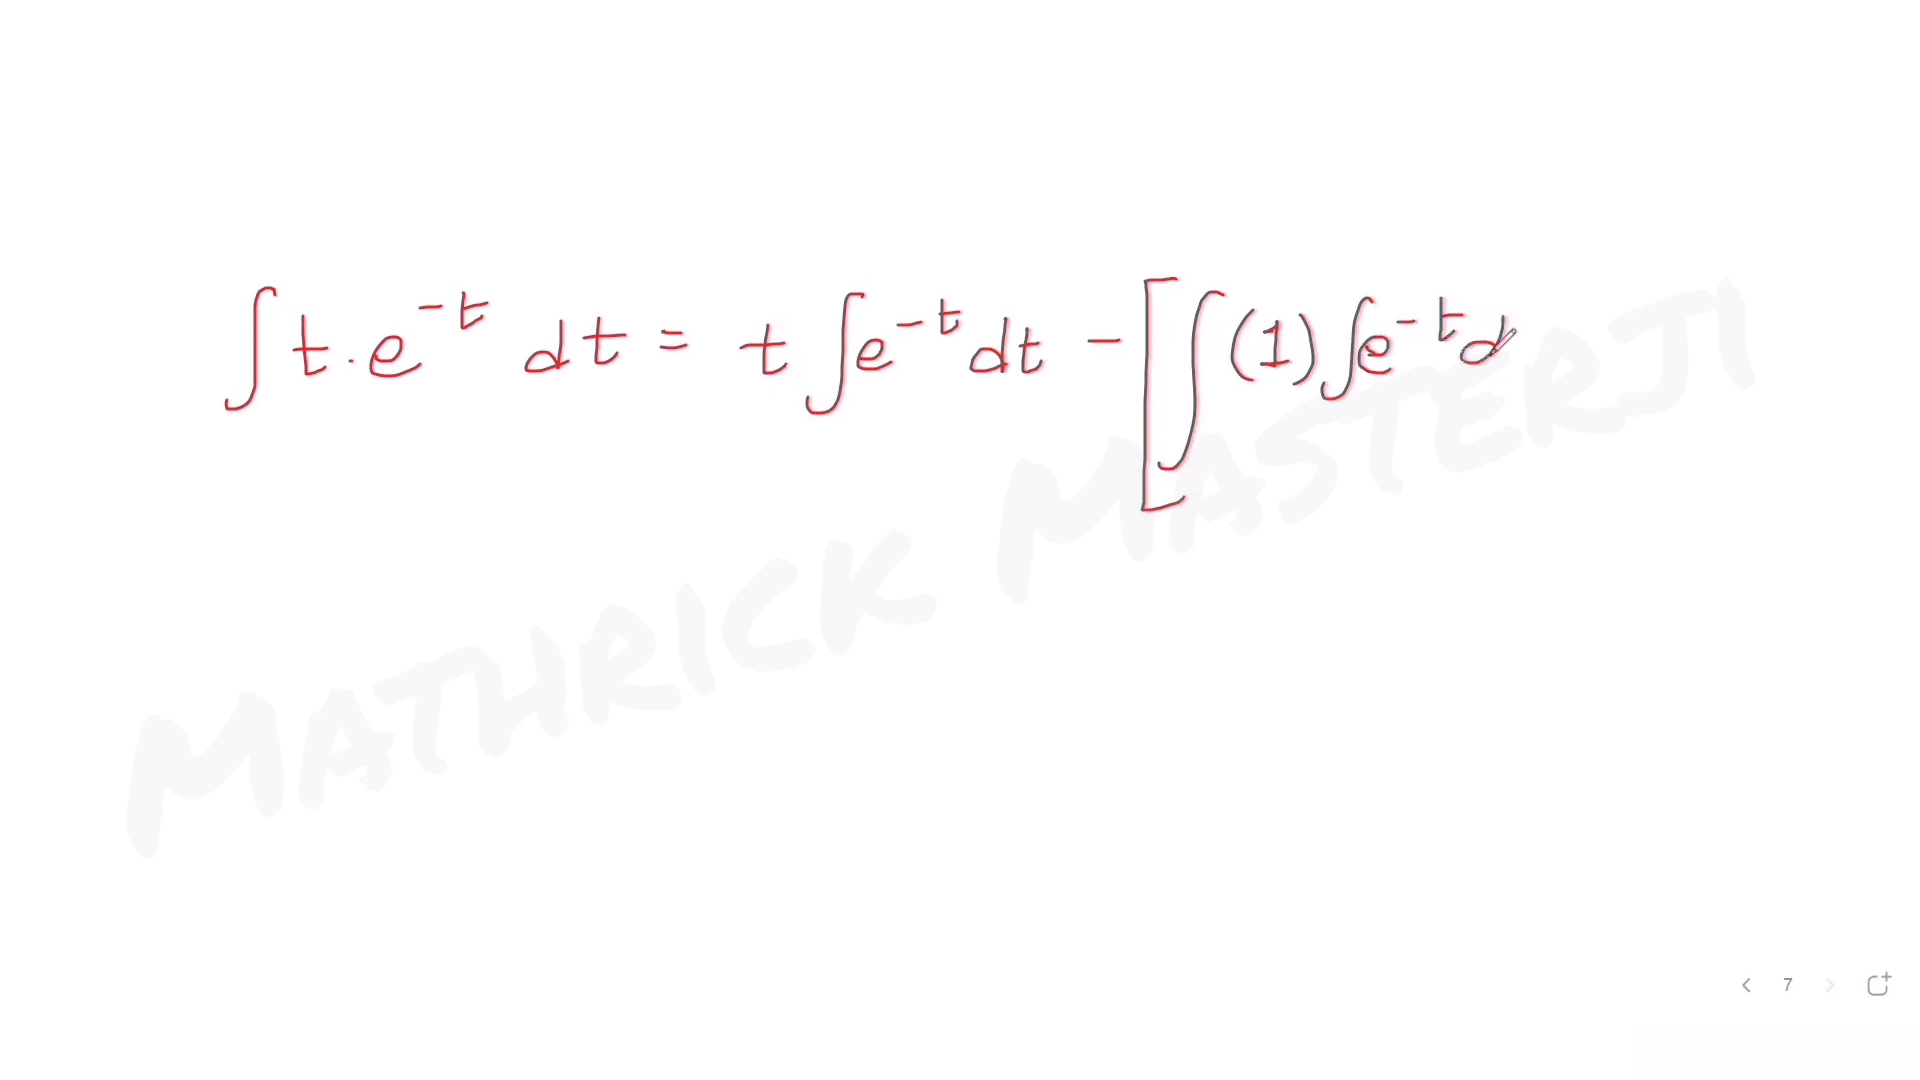 ∫ t . e^{-t} dt = t ∫ e^{-t} dt - [ ∫ (1) ∫ e^{-t} d
MATHRICK MASTERJI
7